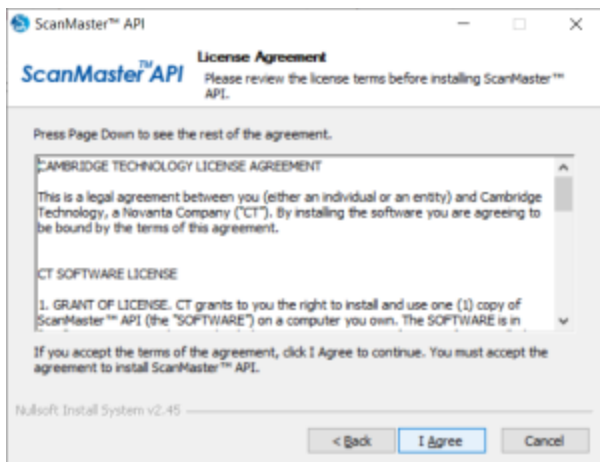 ScanMaster™ API
ScanMaster™API
License Agreement
Please review the license terms before installing ScanMaster™
API.
Press Page Down to see the rest of the agreement.
CAMBRIDGE TECHNOLOGY LICENSE AGREEMENT
This is a legal agreement between you (either an individual or an entity) and Cambridge
Technology, a Novanta Company ("CT"). By installing the software you are agreeing to
be bound by the terms of this agreement.
CT SOFTWARE LICENSE
1. GRANT OF LICENSE. CT grants to you the right to install and use one (1) copy of
ScanMaster™ API (the "SOFTWARE") on a computer you own. The SOFTWARE is in
If you accept the terms of the agreement, click I Agree to continue. You must accept the
agreement to install ScanMaster™ API.
Nullsoft Install System v2.45
< Back
I Agree
Cancel